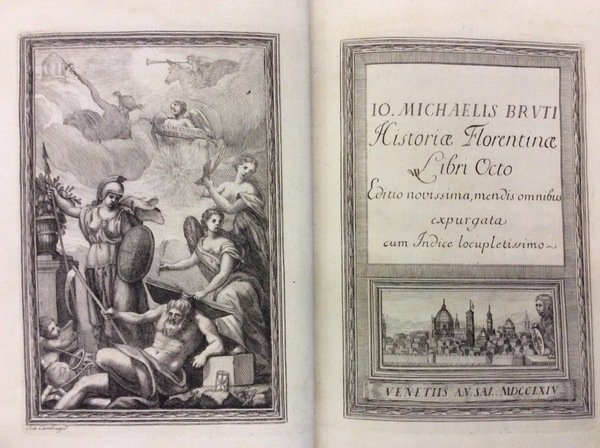 IO. MICHAELIS BRVTI
Historiæ Florentinæ
Libri Octo
Editio novissima, mendis omnibus
expurgata
cum Indice locupletissimo
VENETIIS AN. SAL. MDCCLXIV